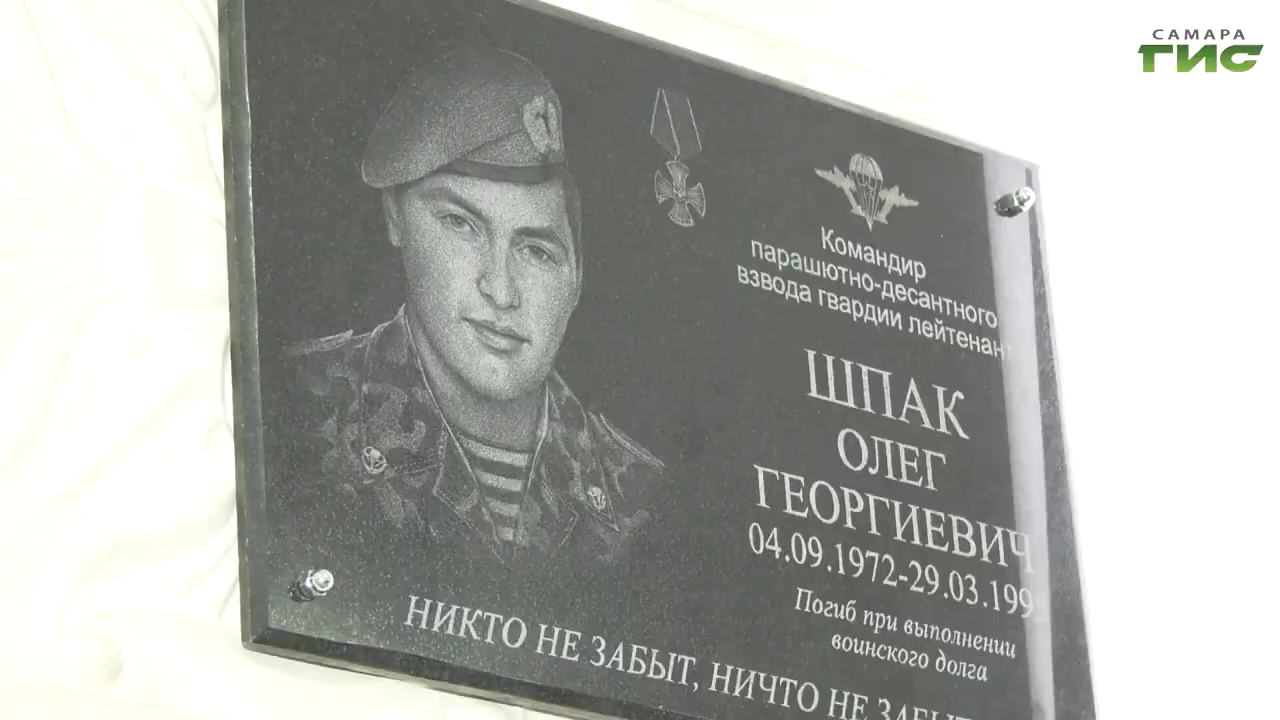 САМАРА
ГИС
Командир
парашютно-десантного
взвода гвардии лейтенан
ШПАК
ОЛЕГ
ГЕОРГИЕВИЧ
04.09.1972-29.03.199
Погиб при выполнении
воинского долга
НИКТО НЕ ЗАБЫТ, НИЧТО НЕ ЗАБЫТ